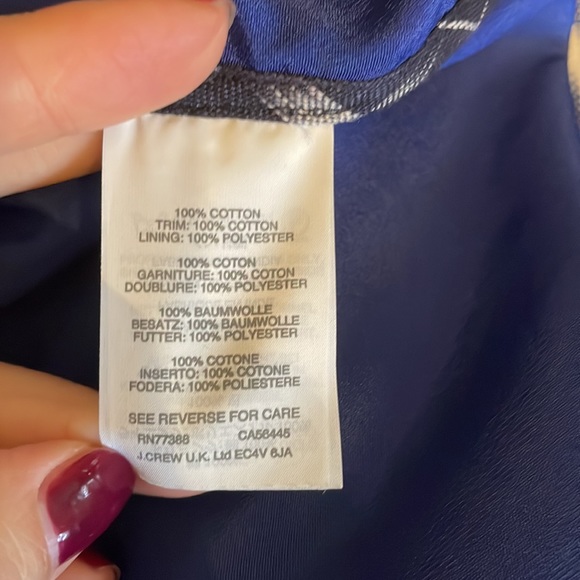 100% COTTON
TRIM: 100% COTTON
LINING: 100% POLYESTER
100% COTON
GARNITURE: 100% COTON
DOUBLURE: 100% POLYESTER
100% BAUMWOLLE
BESATZ: 100% BAUMWOLLE
FUTTER: 100% POLYESTER
100% COTONE
INSERTO: 100% COTONE
FODERA: 100% POLIESTERE
SEE REVERSE FOR CARE
RN77388 CA56445
J.CREW U.K. Ltd EC4V 6JA